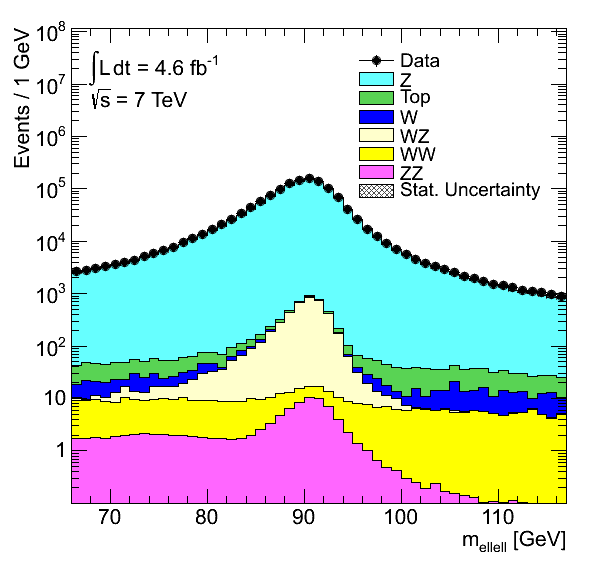 Events / 1 GeV
10⁸
10⁷
10⁶
10⁵
10⁴
10³
10²
10
1
∫L dt = 4.6 fb⁻¹
√s = 7 TeV
Data
Z
Top
W
WZ
WW
ZZ
Stat. Uncertainty
70 80 90 100 110
m_ellell [GeV]